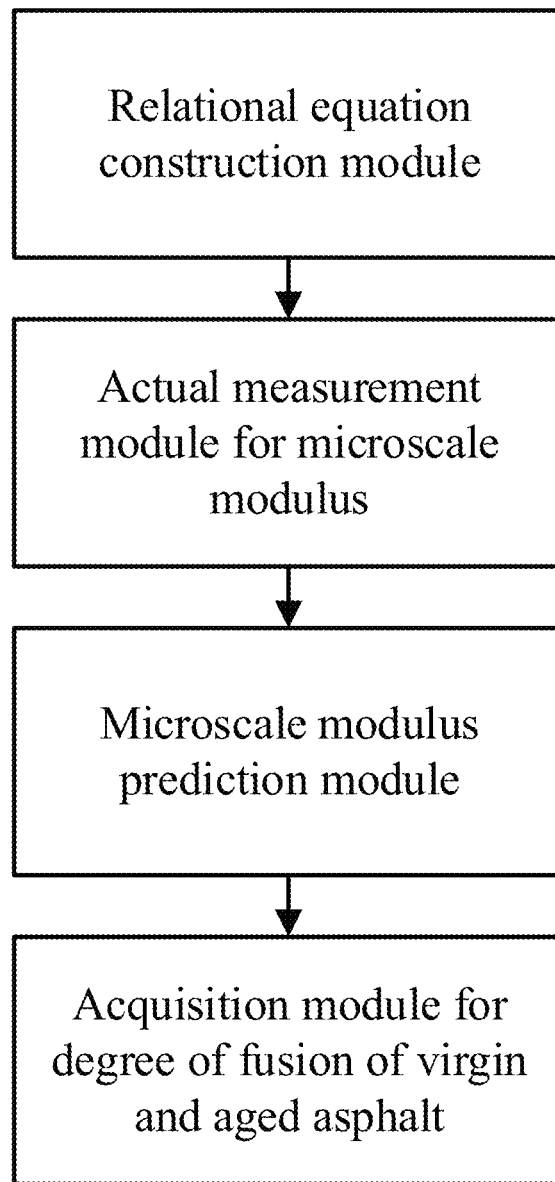 Relational equation
construction module
Actual measurement
module for microscale
modulus
Microscale modulus
prediction module
Acquisition module for
degree of fusion of virgin
and aged asphalt